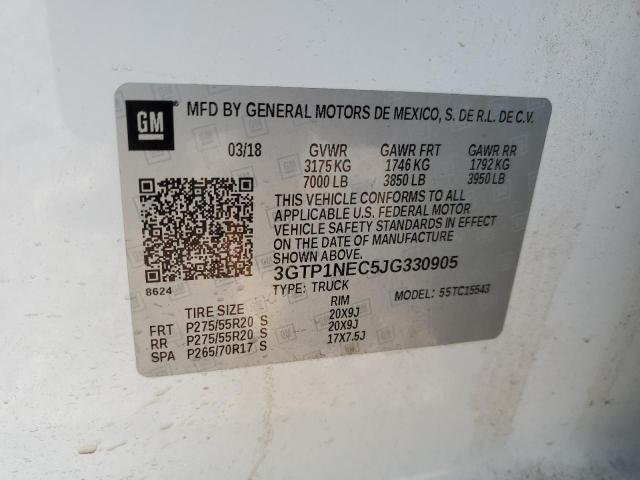 GM
MFD BY GENERAL MOTORS DE MEXICO, S. DE R.L. DE C.V.
03/18 GVWR GAWR FRT GAWR RR
3175 KG 1746 KG 1792 KG
7000 LB 3850 LB 3950 LB
THIS VEHICLE CONFORMS TO ALL
APPLICABLE U.S. FEDERAL MOTOR
VEHICLE SAFETY STANDARDS IN EFFECT
ON THE DATE OF MANUFACTURE
SHOWN ABOVE.
3GTP1NEC5JG330905
8624
TYPE: TRUCK
MODEL: 55TC15543
TIRE SIZE RIM
FRT P275/55R20 S 20X9J
RR P275/55R20 S 20X9J
SPA P265/70R17 S 17X7.5J